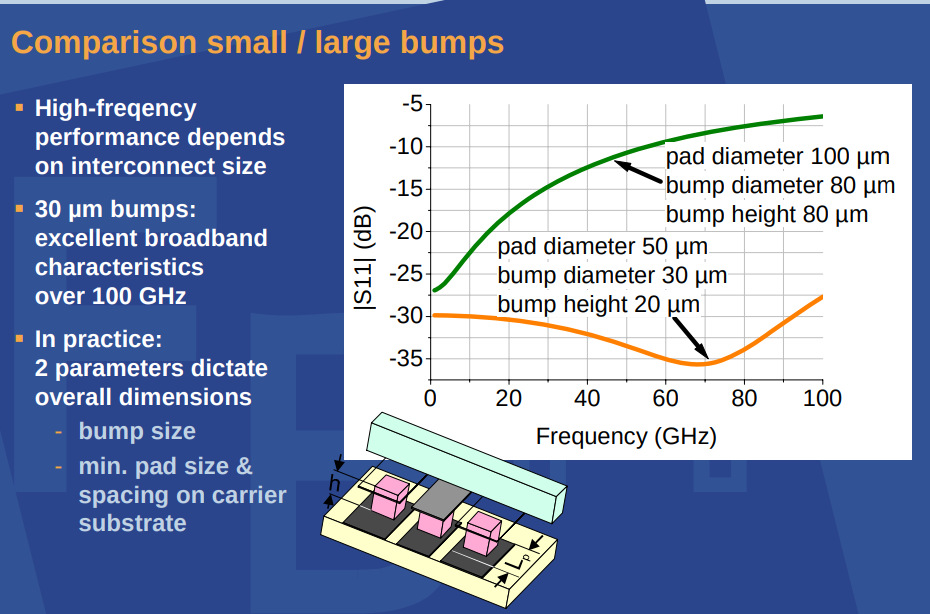 Comparison small / large bumps
▪ High-freqency
performance depends
on interconnect size
▪ 30 µm bumps:
excellent broadband
characteristics
over 100 GHz
▪ In practice:
2 parameters dictate
overall dimensions
- bump size
- min. pad size &
spacing on carrier
substrate
-5
-10
-15
-20
-25
-30
-35
|S11| (dB)
pad diameter 100 µm
bump diameter 80 µm
bump height 80 µm
pad diameter 50 µm
bump diameter 30 µm
bump height 20 µm
0 20 40 60 80 100
Frequency (GHz)
h
Lp